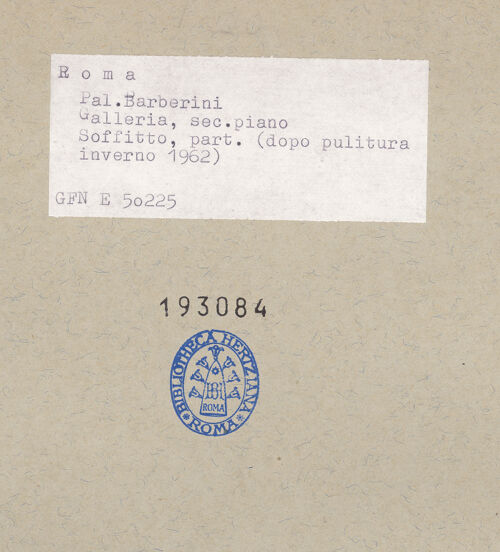 R o m a
Pal.Barberini
Galleria, sec.piano
Soffitto, part. (dopo pulitura
inverno 1962)
GFN E 50225
193084
*BIBLIOTHECA HERTZIANA*
ROMA
ROMA